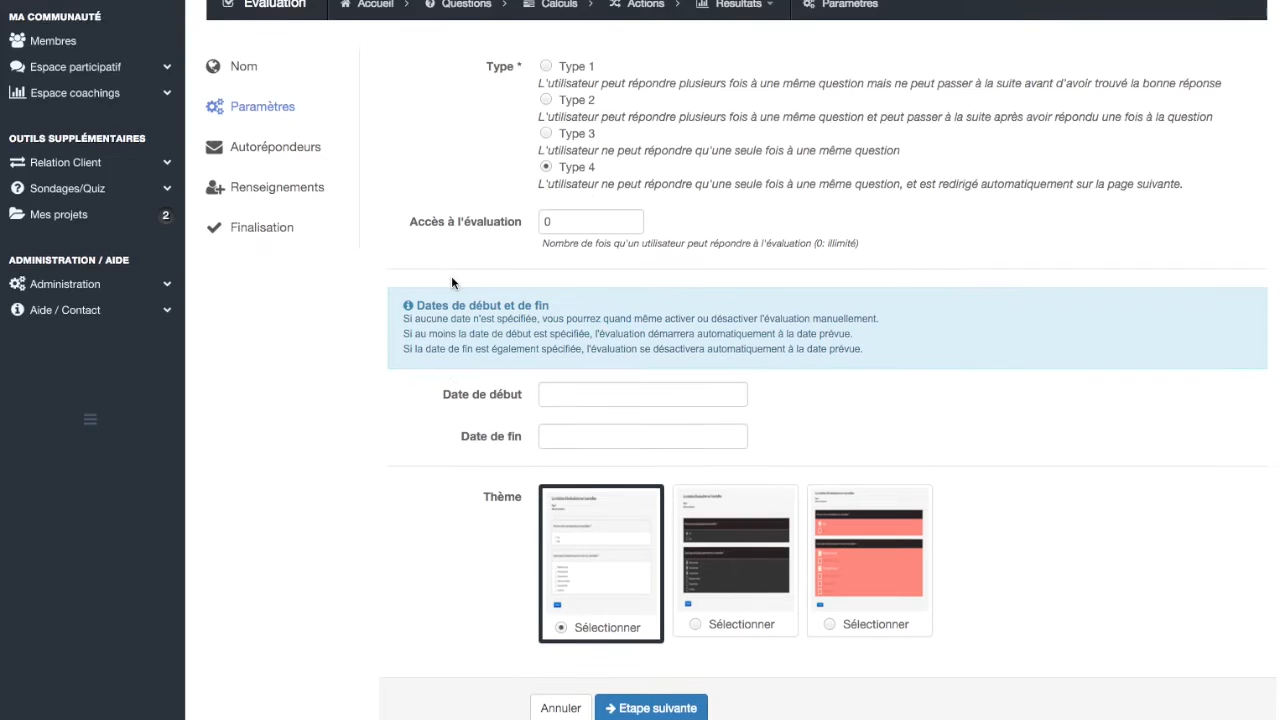 MA COMMUNAUTÉ
Membres
Espace participatif
Espace coachings
OUTILS SUPPLÉMENTAIRES
Relation Client
Sondages/Quiz
Mes projets 2
ADMINISTRATION / AIDE
Administration
Aide / Contact
Evaluation Accueil Questions Calculs Actions Résultats Paramètres
Nom
Paramètres
Autorépondeurs
Renseignements
Finalisation
Type * Type 1
L'utilisateur peut répondre plusieurs fois à une même question mais ne peut passer à la suite avant d'avoir trouvé la bonne réponse
Type 2
L'utilisateur peut répondre plusieurs fois à une même question et peut passer à la suite après avoir répondu une fois à la question
Type 3
L'utilisateur ne peut répondre qu'une seule fois à une même question
Type 4
L'utilisateur ne peut répondre qu'une seule fois à une même question, et est redirigé automatiquement sur la page suivante.
Accès à l'évaluation 0
Nombre de fois qu'un utilisateur peut répondre à l'évaluation (0: illimité)
Dates de début et de fin
Si aucune date n'est spécifiée, vous pourrez quand même activer ou désactiver l'évaluation manuellement.
Si au moins la date de début est spécifiée, l'évaluation démarrera automatiquement à la date prévue.
Si la date de fin est également spécifiée, l'évaluation se désactivera automatiquement à la date prévue.
Date de début
Date de fin
Thème
Sélectionner Sélectionner Sélectionner
Annuler Etape suivante